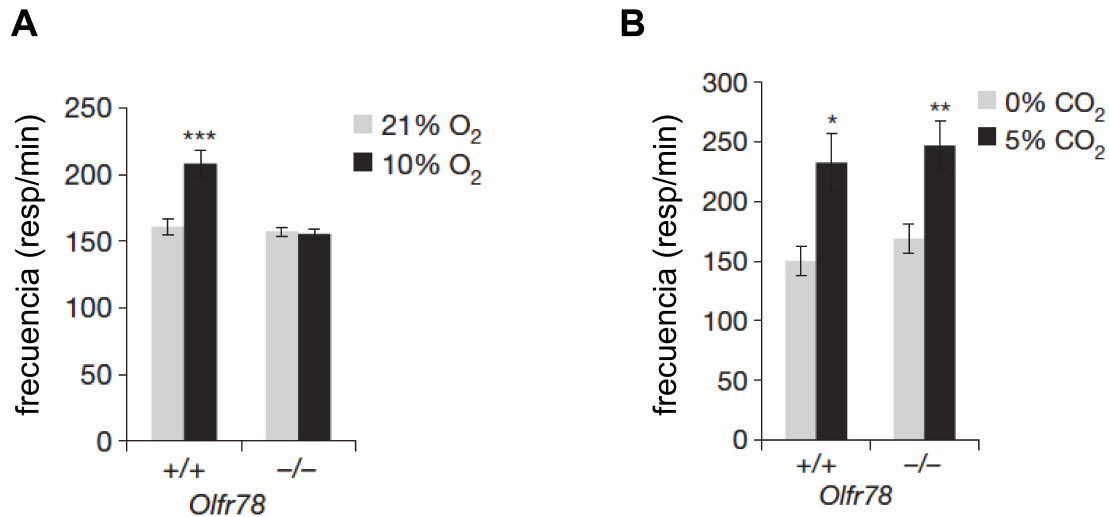 A
frecuencia (resp/min)
250
200
150
100
50
0
***
21% O₂
10% O₂
+/+
–/–
Olfr78
B
frecuencia (resp/min)
300
250
200
150
100
50
0
*
**
0% CO₂
5% CO₂
+/+
–/–
Olfr78